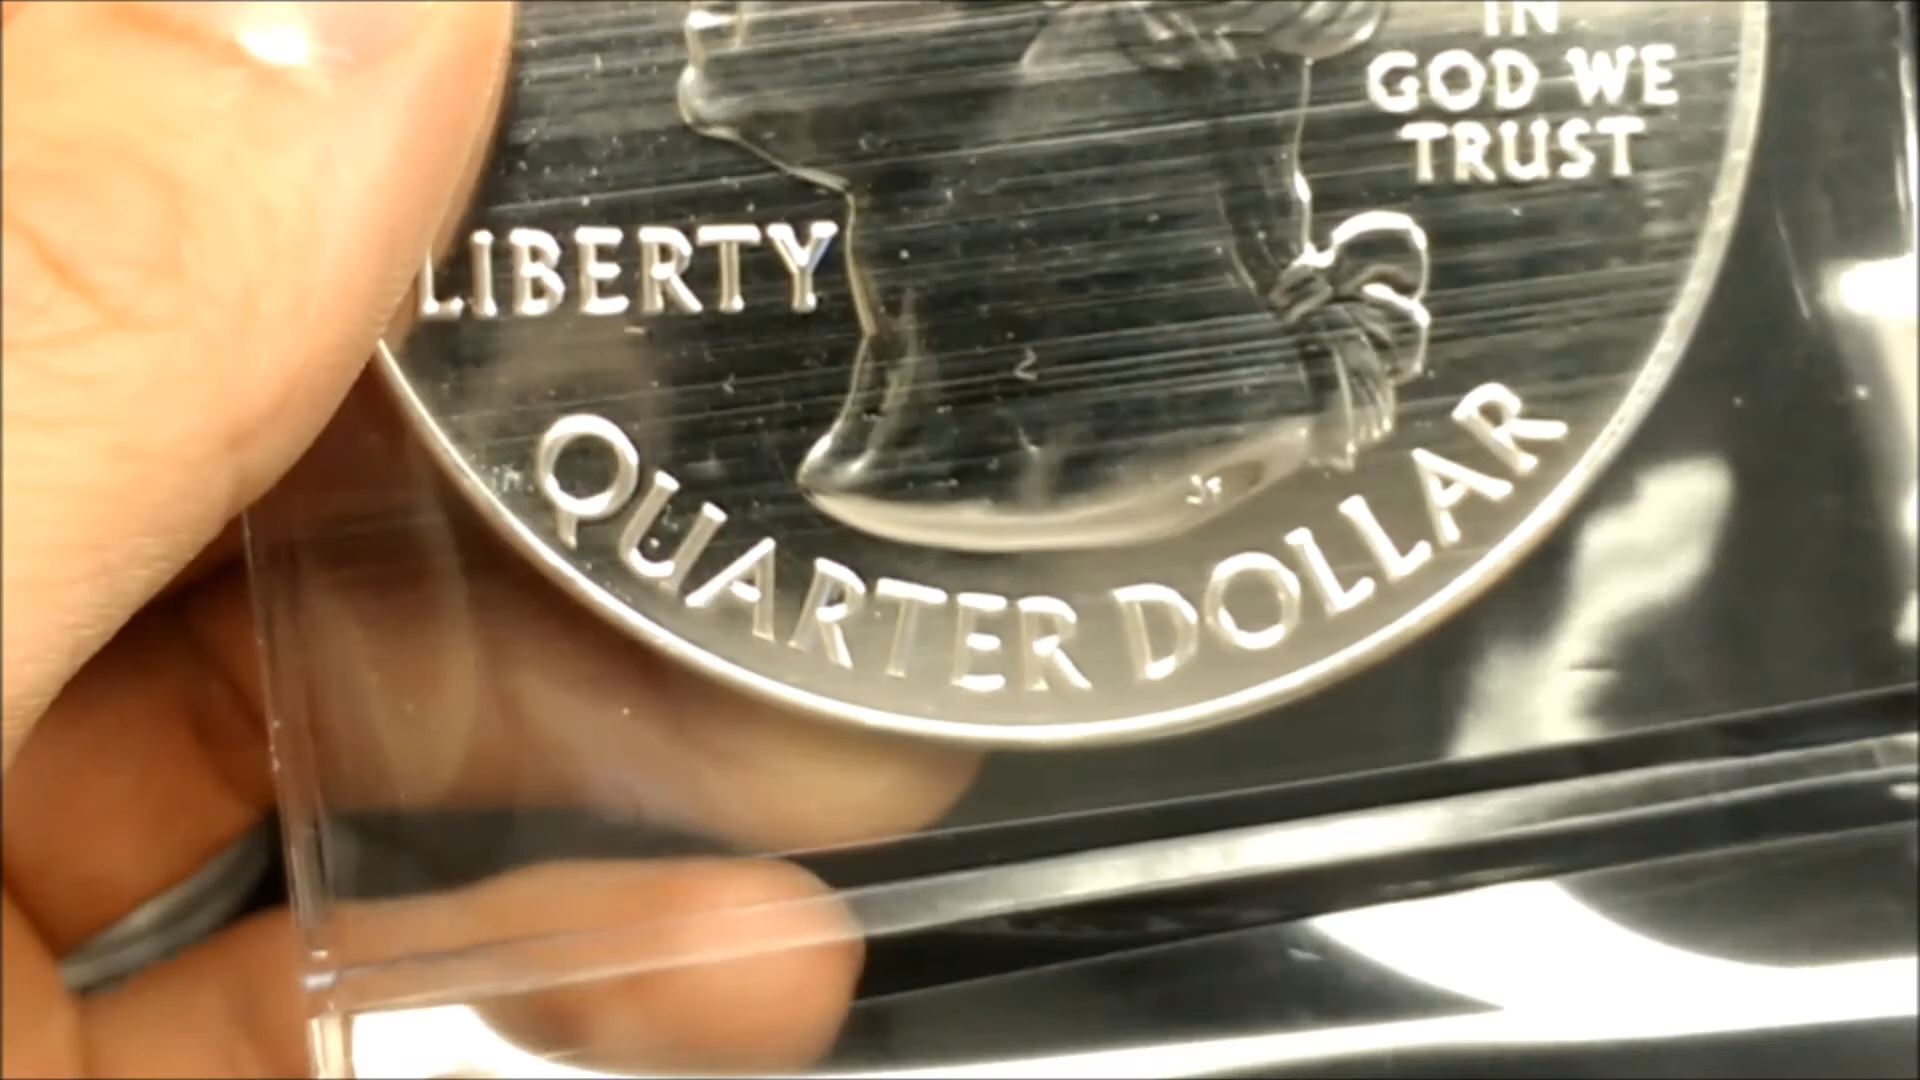 IN
GOD WE
TRUST
LIBERTY
QUARTER DOLLAR